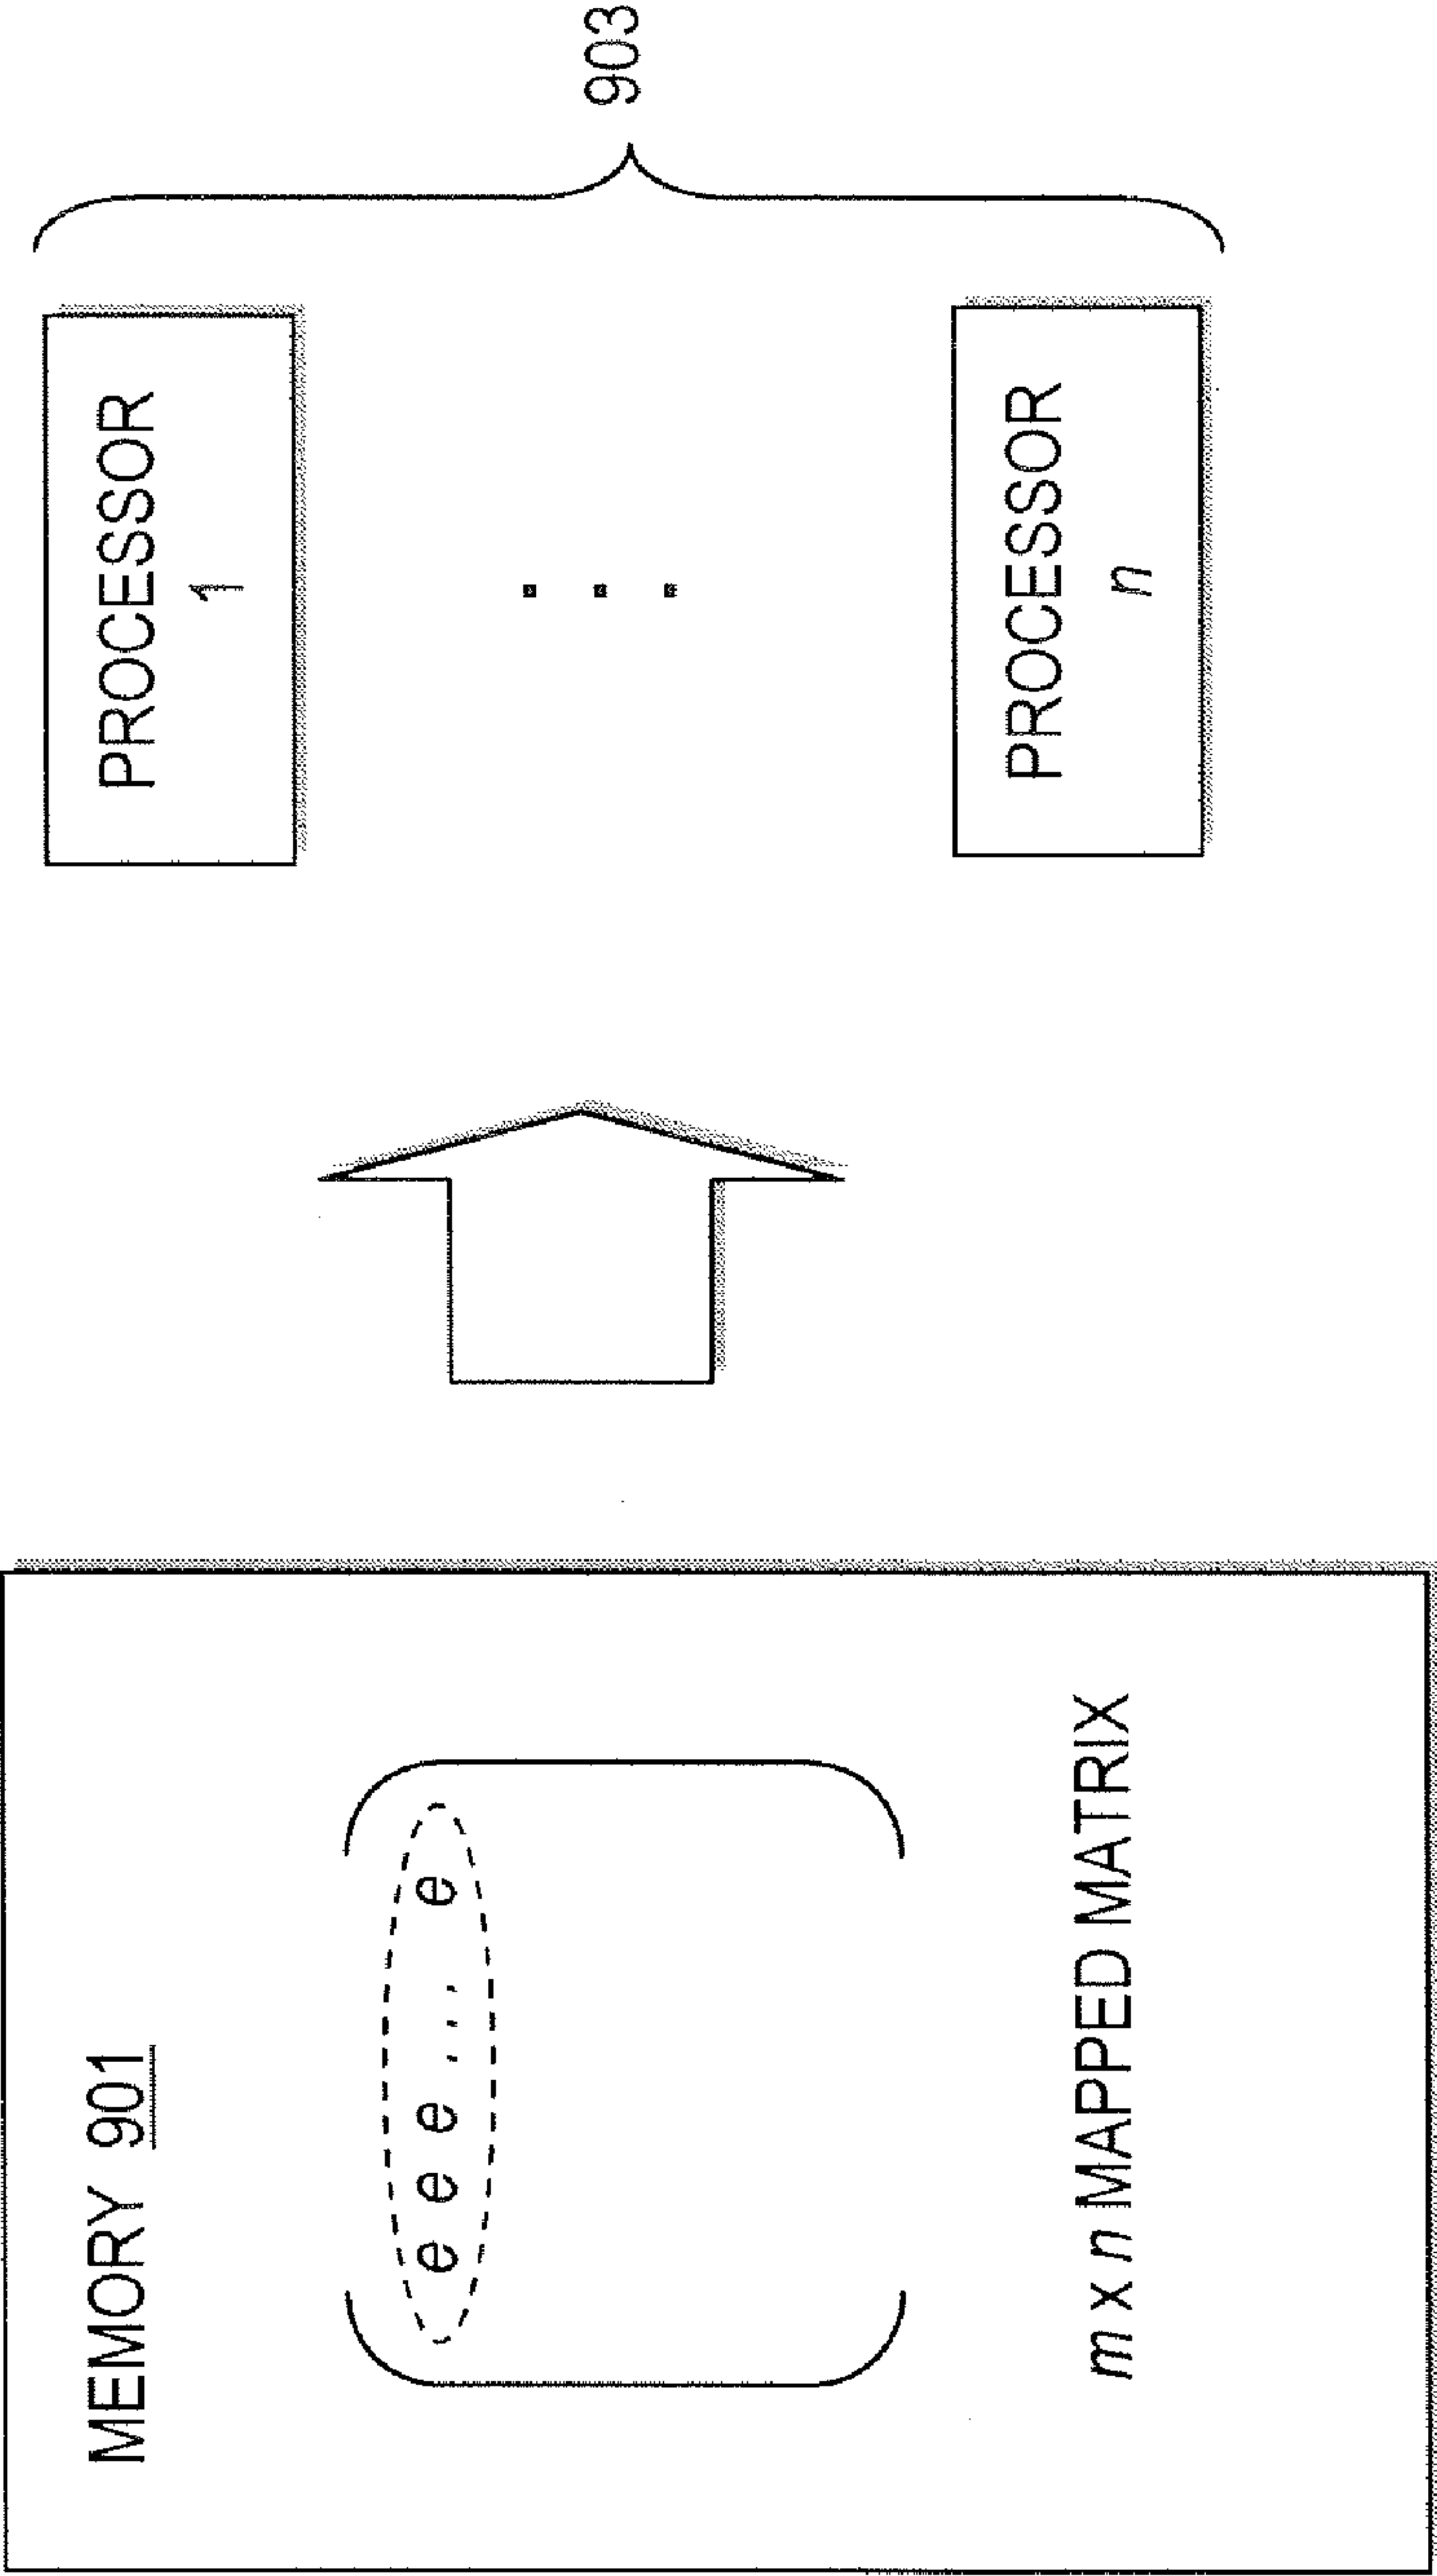 MEMORY 901
e e e ... e
m x n MAPPED MATRIX
PROCESSOR
1
. . .
PROCESSOR
n
903